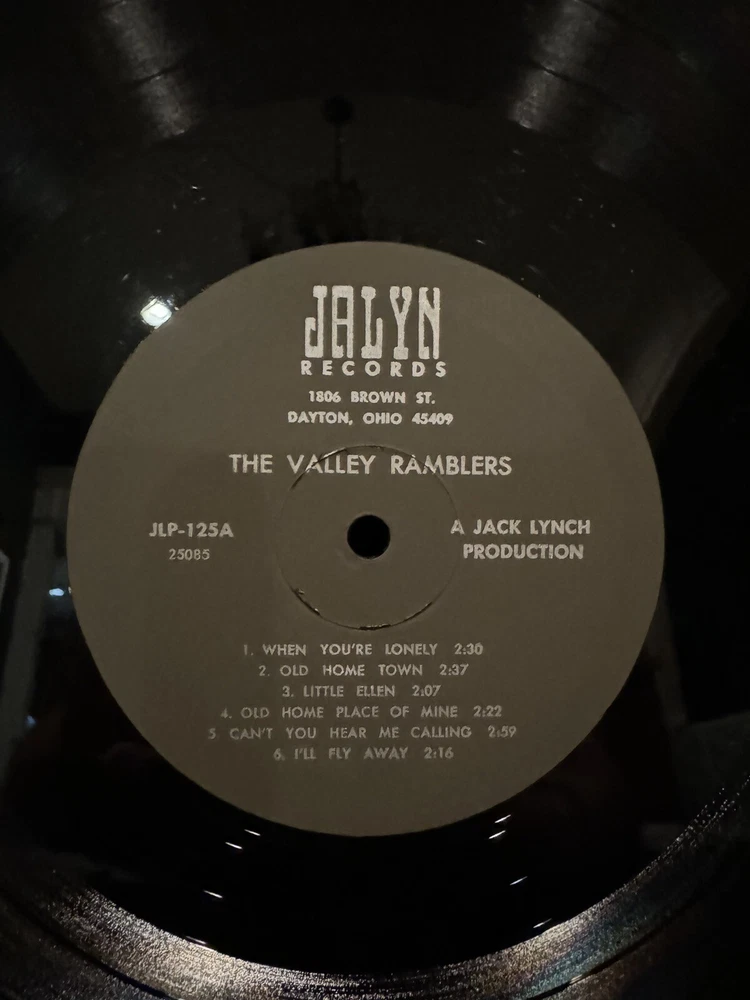 JALYN
RECORDS
1806 BROWN ST.
DAYTON, OHIO 45409
THE VALLEY RAMBLERS
JLP-125A
25085
A JACK LYNCH
PRODUCTION
1. WHEN YOU'RE LONELY 2:30
2. OLD HOME TOWN 2:37
3. LITTLE ELLEN 2:07
4. OLD HOME PLACE OF MINE 2:22
5. CAN'T YOU HEAR ME CALLING 2:59
6. I'LL FLY AWAY 2:16